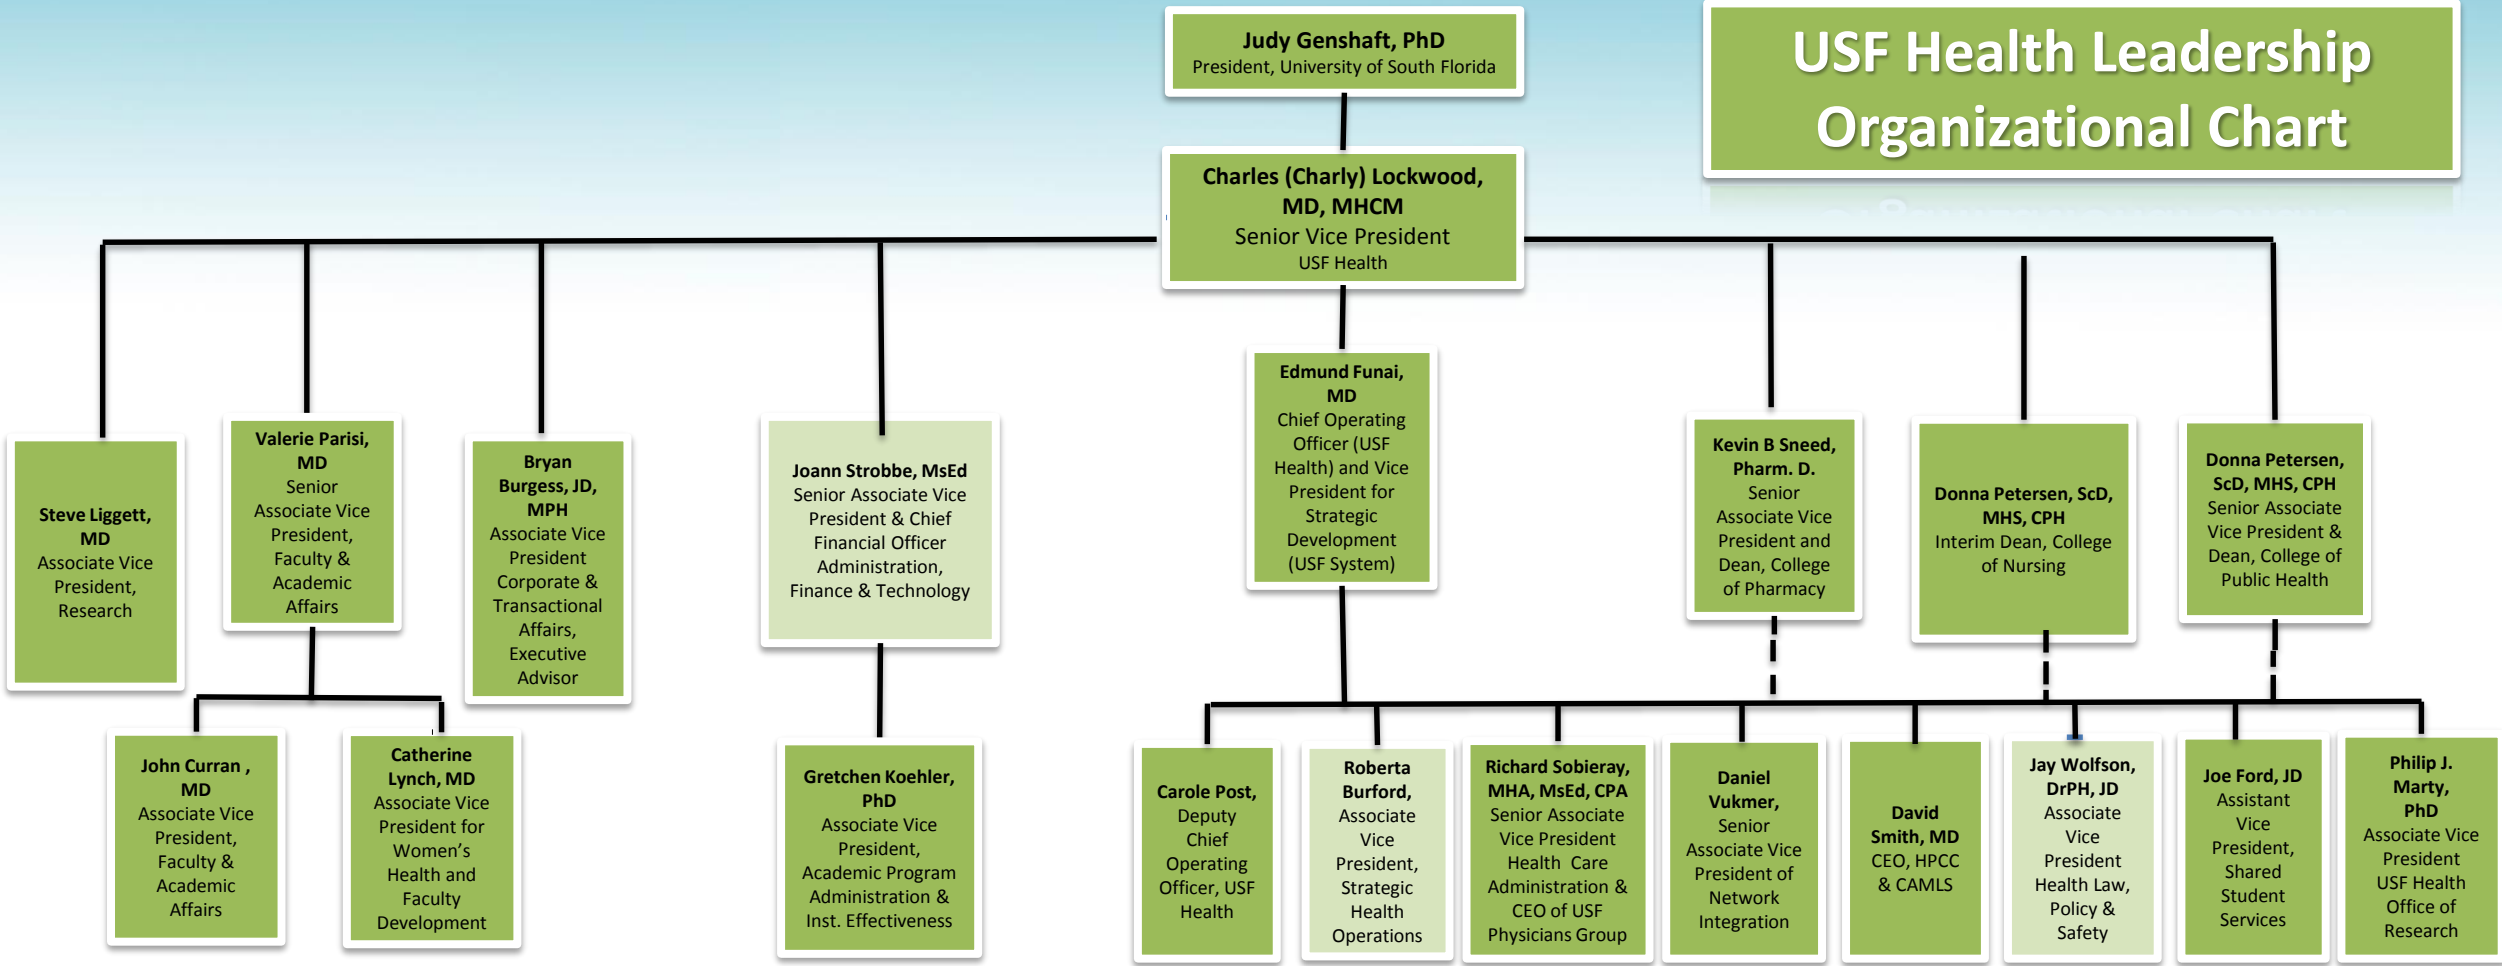 Judy Genshaft, PhD
President, University of South Florida
USF Health Leadership
Organizational Chart
Charles (Charly) Lockwood,
MD, MHCM
Senior Vice President
USF Health
Steve Liggett,
MD
Associate Vice
President,
Research
Valerie Parisi,
MD
Senior
Associate Vice
President,
Faculty &
Academic
Affairs
Bryan
Burgess, JD,
MPH
Associate Vice
President
Corporate &
Transactional
Affairs,
Executive
Advisor
Joann Strobbe, MsEd
Senior Associate Vice
President & Chief
Financial Officer
Administration,
Finance & Technology
Edmund Funai,
MD
Chief Operating
Officer (USF
Health) and Vice
President for
Strategic
Development
(USF System)
Kevin B Sneed,
Pharm. D.
Senior
Associate Vice
President and
Dean, College
of Pharmacy
Donna Petersen, ScD,
MHS, CPH
Interim Dean, College
of Nursing
Donna Petersen,
ScD, MHS, CPH
Senior Associate
Vice President &
Dean, College of
Public Health
John Curran ,
MD
Associate Vice
President,
Faculty &
Academic
Affairs
Catherine
Lynch, MD
Associate Vice
President for
Women's
Health and
Faculty
Development
Gretchen Koehler,
PhD
Associate Vice
President,
Academic Program
Administration &
Inst. Effectiveness
Carole Post,
Deputy
Chief
Operating
Officer, USF
Health
Roberta
Burford,
Associate
Vice
President,
Strategic
Health
Operations
Richard Sobieray,
MHA, MsEd, CPA
Senior Associate
Vice President
Health Care
Administration &
CEO of USF
Physicians Group
Daniel
Vukmer,
Senior
Associate Vice
President of
Network
Integration
David
Smith, MD
CEO, HPCC
& CAMLS
Jay Wolfson,
DrPH, JD
Associate
Vice
President
Health Law,
Policy &
Safety
Joe Ford, JD
Assistant
Vice
President,
Shared
Student
Services
Philip J.
Marty,
PhD
Associate Vice
President
USF Health
Office of
Research